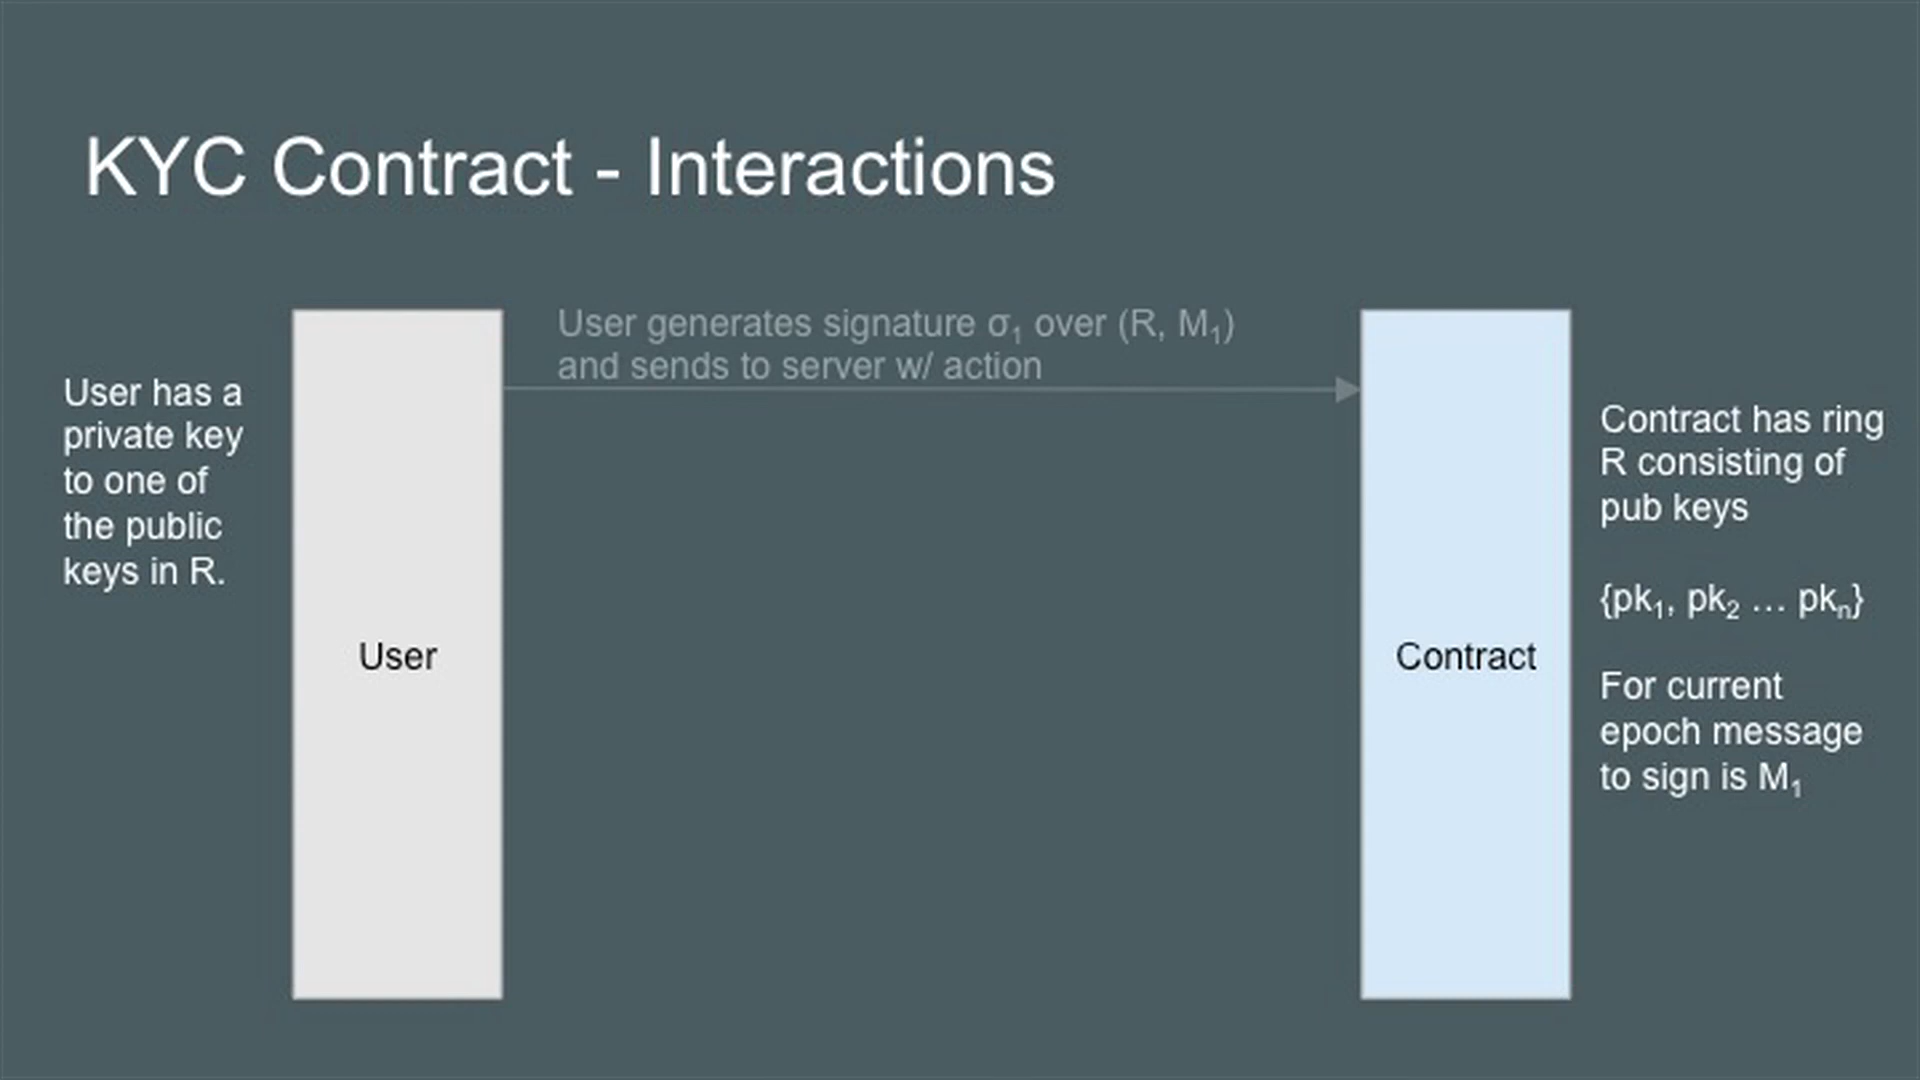 KYC Contract - Interactions
User generates signature σ₁ over (R, M₁)
and sends to server w/ action
User has a
private key
to one of
the public
keys in R.
User
Contract
Contract has ring
R consisting of
pub keys
{pk₁, pk₂ … pkₙ}
For current
epoch message
to sign is M₁